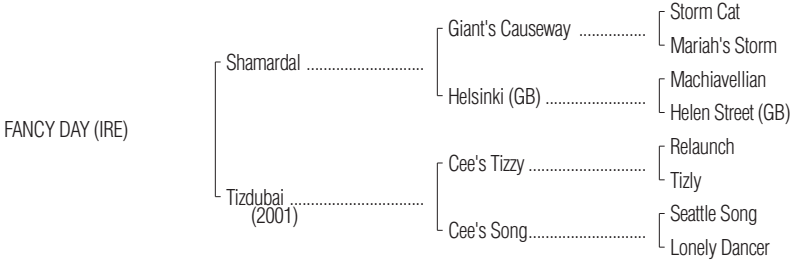 Storm Cat
Giant's Causeway ................
Mariah's Storm
Shamardal ...........................
Machiavellian
Helsinki (GB) ........................
Helen Street (GB)
FANCY DAY (IRE)
Relaunch
Cee's Tizzy ............................
Tizly
Tizdubai ................................
(2001)
Seattle Song
Cee's Song............................
Lonely Dancer